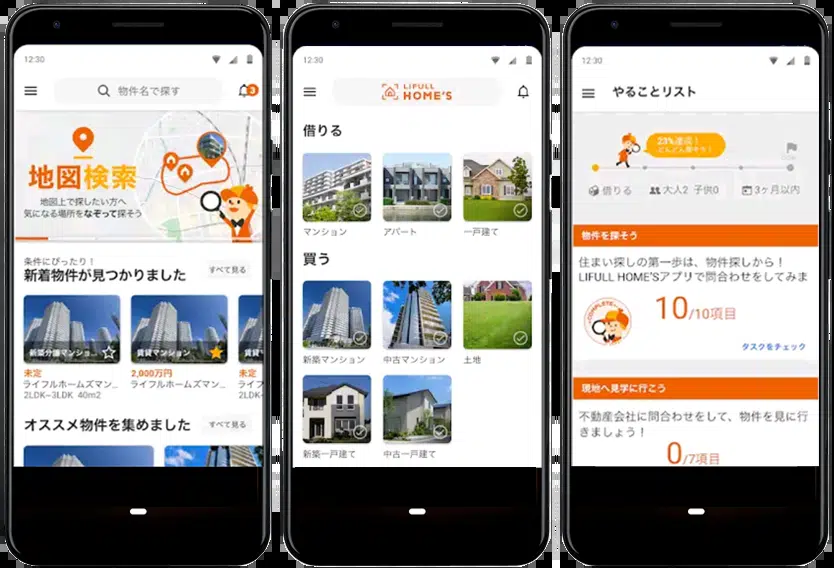 12:30
物件名で探す
3
地図検索
地図上で探したい方へ
気になる場所をなぞって探そう
条件にぴったり！
新着物件が見つかりました
すべて見る
新築分譲マンション
賃貸マンション
賃貸
未定
ライフルホームズマン...
2LDK~3LDK 40m2
2,000万円
ライフルホームズマン...
未定
ライフ
2LDK
オススメ物件を集めました
すべて見る
12:30
LIFULL
HOME'S
借りる
マンション
アパート
一戸建て
買う
新築マンション
中古マンション
土地
新築一戸建て
中古一戸建て
12:30
やることリスト
23%達成！
どんどん探そう！
借りる
大人2 子供0
3ヶ月以内
物件を探そう
住まい探しの第一歩は、物件探しから！
LIFULL HOME'Sアプリで問合わせをしてみま
COMPLETE
10/10項目
タスクをチェック
現地へ見学に行こう
不動産会社に問合わせをして、物件を見に行
きましょう！
0/7項目